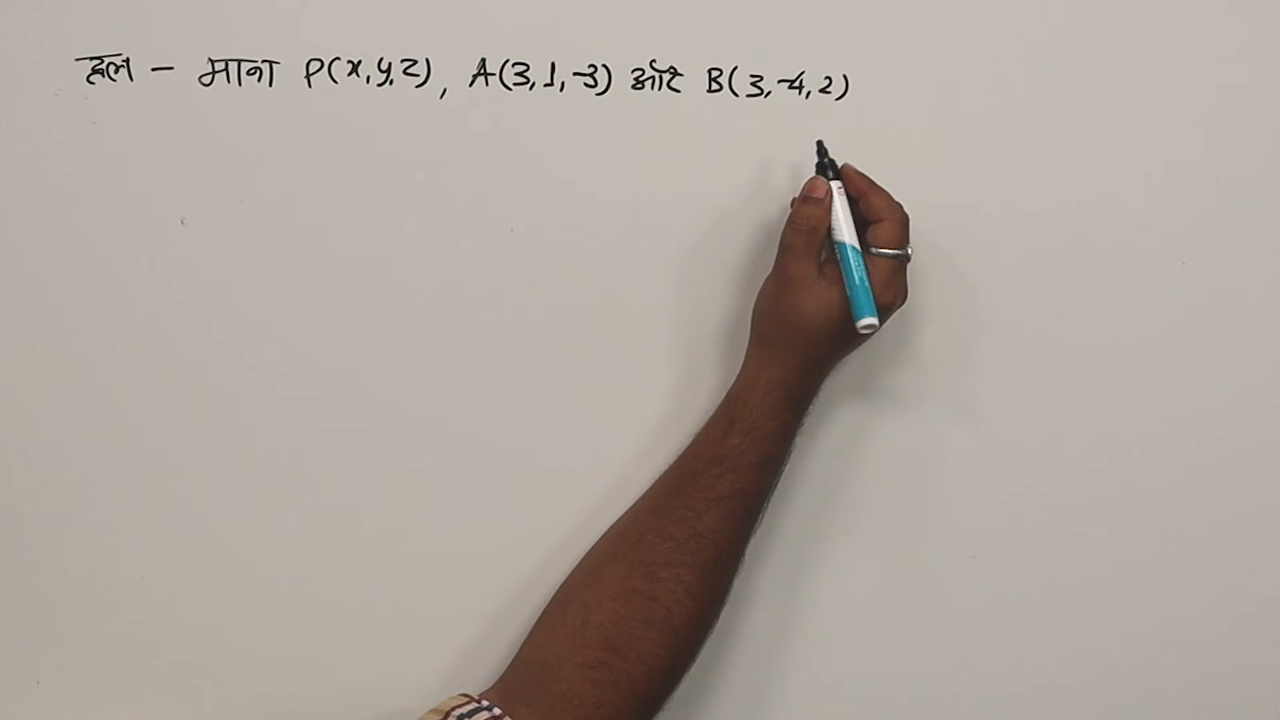 हल - माना P(x,y,z), A(3,1,-3) और B(3,-4,2)